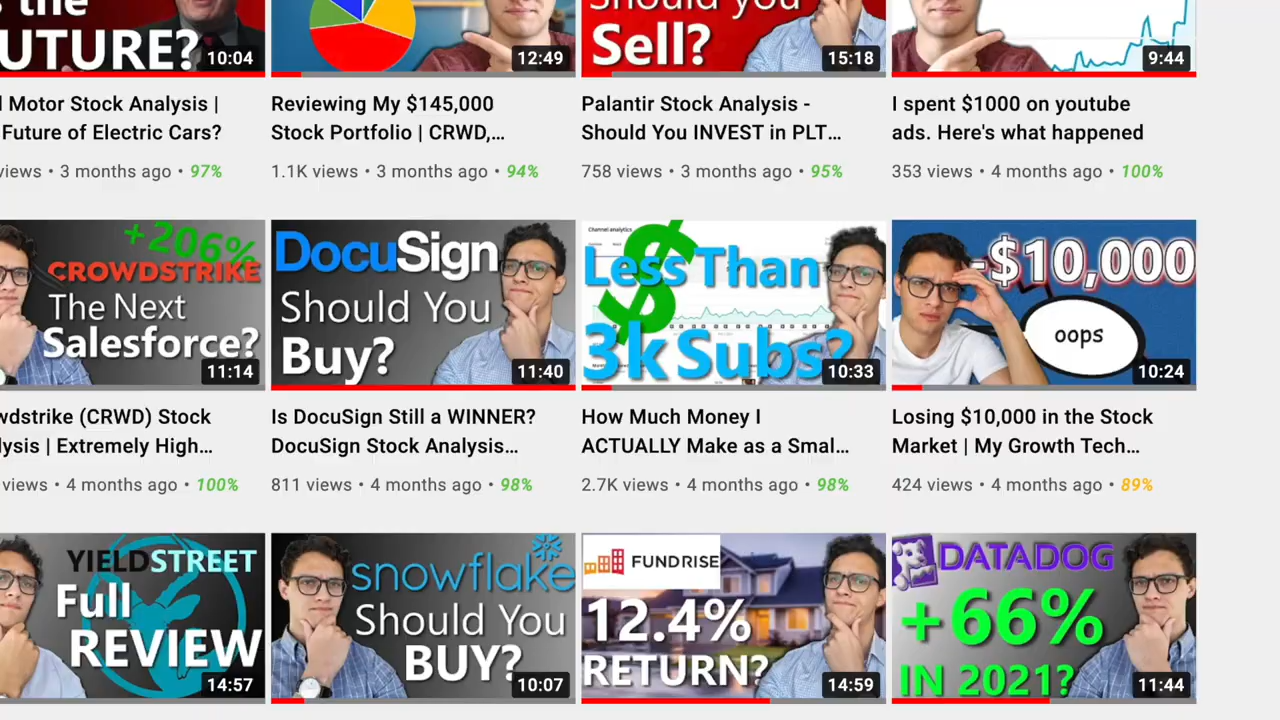 the
UTURE?
10:04
12:49
Should you
Sell?
15:18
9:44
l Motor Stock Analysis |
Future of Electric Cars?
views • 3 months ago • 97%
Reviewing My $145,000
Stock Portfolio | CRWD,...
1.1K views • 3 months ago • 94%
Palantir Stock Analysis -
Should You INVEST in PLT...
758 views • 3 months ago • 95%
I spent $1000 on youtube
ads. Here's what happened
353 views • 4 months ago • 100%
+206%
CROWDSTRIKE
The Next
Salesforce?
11:14
DocuSign
Should You
Buy?
11:40
Channel analytics
$
Less Than
3k Subs?
10:33
-$10,000
oops
10:24
wdstrike (CRWD) Stock
lysis | Extremely High...
views • 4 months ago • 100%
Is DocuSign Still a WINNER?
DocuSign Stock Analysis...
811 views • 4 months ago • 98%
How Much Money I
ACTUALLY Make as a Smal...
2.7K views • 4 months ago • 98%
Losing $10,000 in the Stock
Market | My Growth Tech...
424 views • 4 months ago • 89%
YIELDSTREET
Full
REVIEW
14:57
snowflake
Should You
BUY?
10:07
FUNDRISE
12.4%
RETURN?
14:59
DATADOG
+66%
IN 2021?
11:44